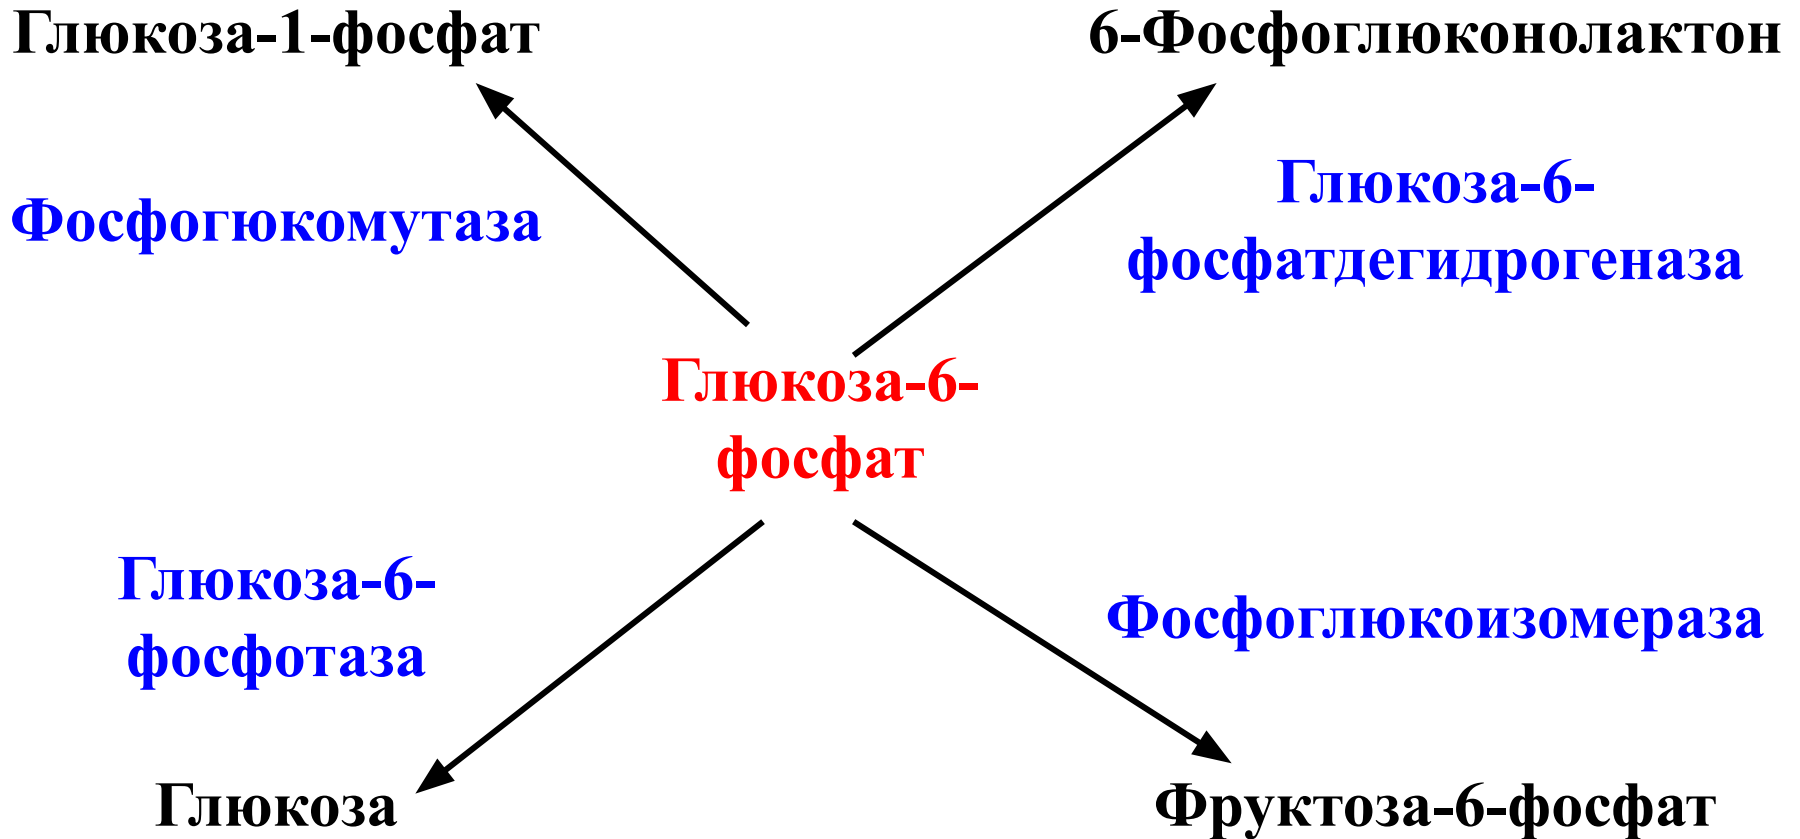 Глюкоза-1-фосфат
6-Фосфоглюконолактон
Фосфогюкомутаза
Глюкоза-6-
фосфатдегидрогеназа
Глюкоза-6-
фосфат
Глюкоза-6-
фосфотаза
Фосфоглюкоизомераза
Глюкоза
Фруктоза-6-фосфат